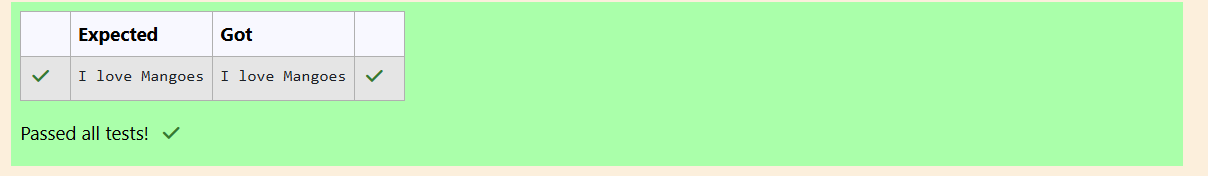 Expected Got
I love Mangoes I love Mangoes
Passed all tests!